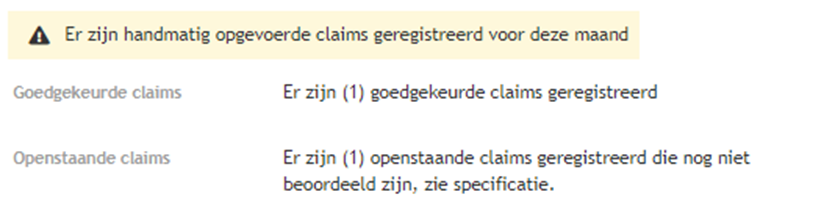 Er zijn handmatig opgevoerde claims geregistreerd voor deze maand
Goedgekeurde claims
Er zijn (1) goedgekeurde claims geregistreerd
Openstaande claims
Er zijn (1) openstaande claims geregistreerd die nog niet
beoordeeld zijn, zie specificatie.